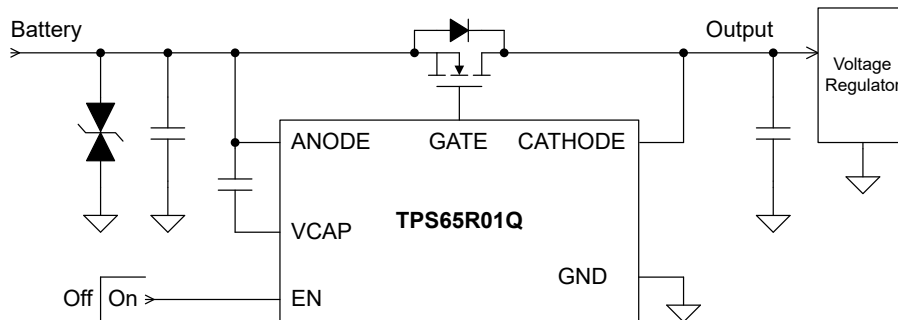 Battery
Output
Voltage
Regulator
ANODE
GATE
CATHODE
VCAP
TPS65R01Q
GND
Off
On
EN